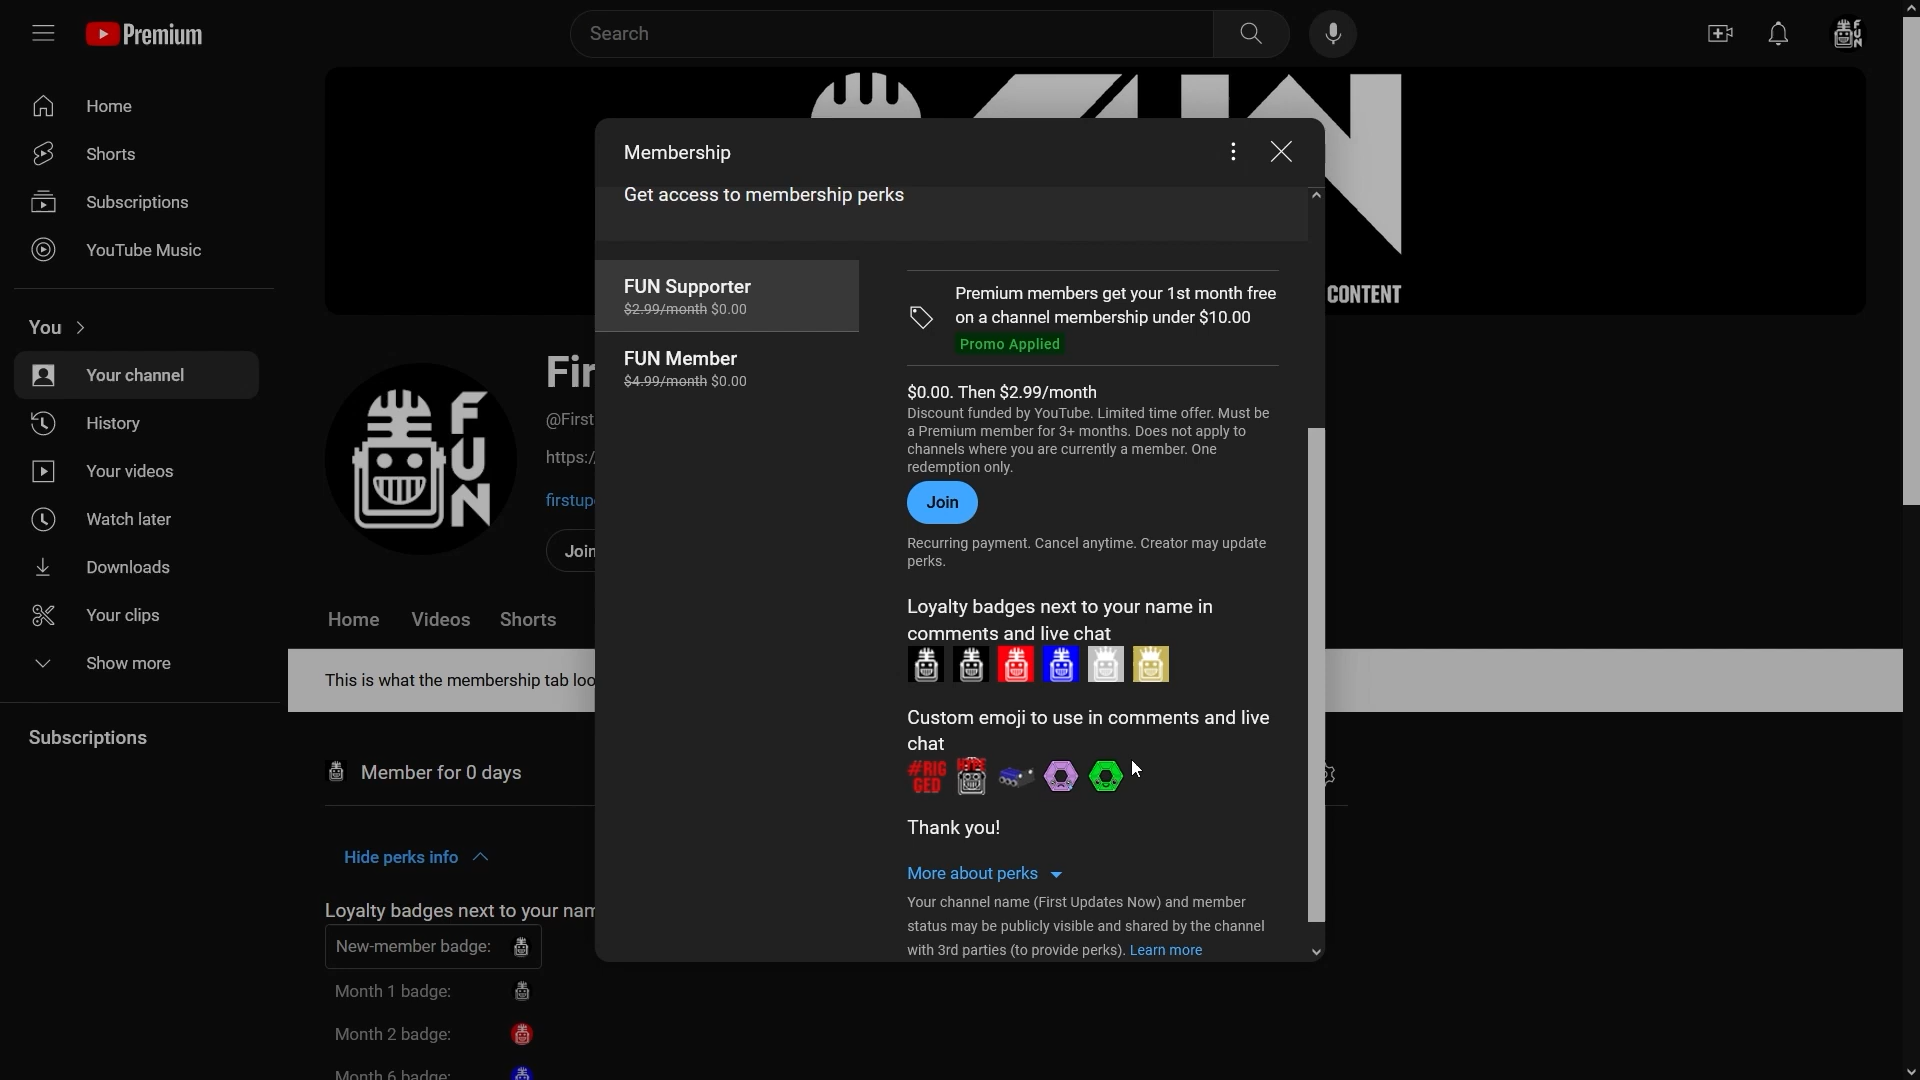 Premium
Search
FUN
Home
Shorts
Subscriptions
YouTube Music
You
Your channel
History
Your videos
Watch later
Downloads
Your clips
Show more
Subscriptions
CONTENT
FUN
Fir
@First
https:/
firstup
Join
Home
Videos
Shorts
This is what the membership tab loo
Member for 0 days
Hide perks info
Loyalty badges next to your nam
New-member badge:
Month 1 badge:
Month 2 badge:
Month 6 badge:
Membership
Get access to membership perks
FUN Supporter
$2.99/month $0.00
FUN Member
$4.99/month $0.00
Premium members get your 1st month free
on a channel membership under $10.00
Promo Applied
$0.00. Then $2.99/month
Discount funded by YouTube. Limited time offer. Must be
a Premium member for 3+ months. Does not apply to
channels where you are currently a member. One
redemption only.
Join
Recurring payment. Cancel anytime. Creator may update
perks.
Loyalty badges next to your name in
comments and live chat
Custom emoji to use in comments and live
chat
#RIG
GED
HYPE
Thank you!
More about perks
Your channel name (First Updates Now) and member
status may be publicly visible and shared by the channel
with 3rd parties (to provide perks). Learn more